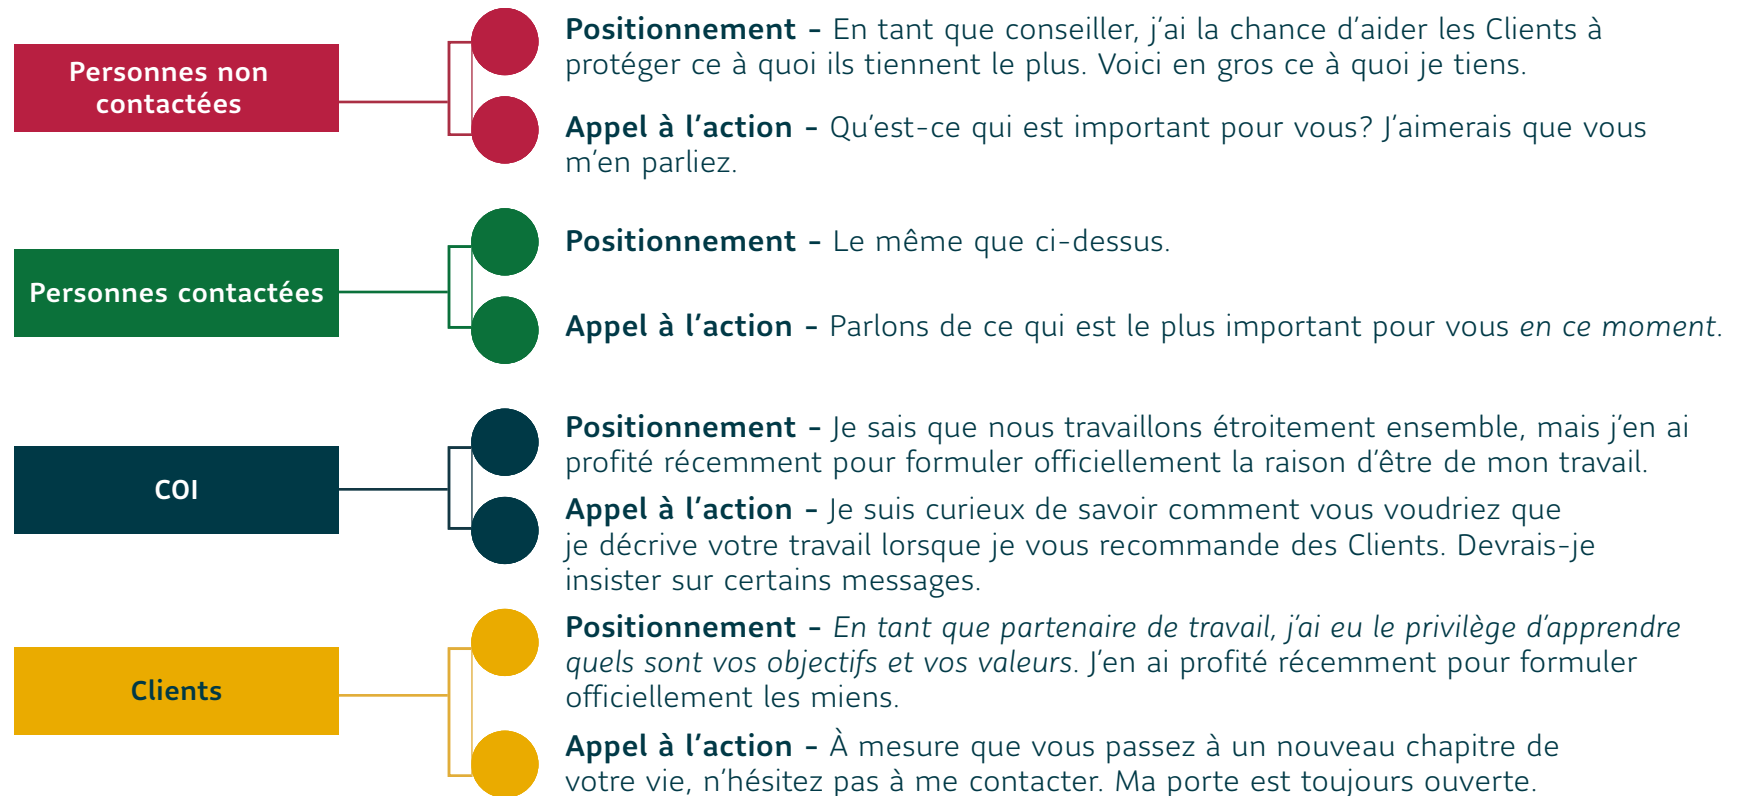 Personnes non
contactées
Positionnement - En tant que conseiller, j’ai la chance d’aider les Clients à
protéger ce à quoi ils tiennent le plus. Voici en gros ce à quoi je tiens.
Appel à l’action - Qu’est-ce qui est important pour vous? J’aimerais que vous
m’en parliez.
Personnes contactées
Positionnement - Le même que ci-dessus.
Appel à l’action - Parlons de ce qui est le plus important pour vous en ce moment.
COI
Positionnement - Je sais que nous travaillons étroitement ensemble, mais j’en ai
profité récemment pour formuler officiellement la raison d’être de mon travail.
Appel à l’action - Je suis curieux de savoir comment vous voudriez que
je décrive votre travail lorsque je vous recommande des Clients. Devrais-je
insister sur certains messages.
Clients
Positionnement - En tant que partenaire de travail, j’ai eu le privilège d’apprendre
quels sont vos objectifs et vos valeurs. J’en ai profité récemment pour formuler
officiellement les miens.
Appel à l’action - À mesure que vous passez à un nouveau chapitre de
votre vie, n’hésitez pas à me contacter. Ma porte est toujours ouverte.